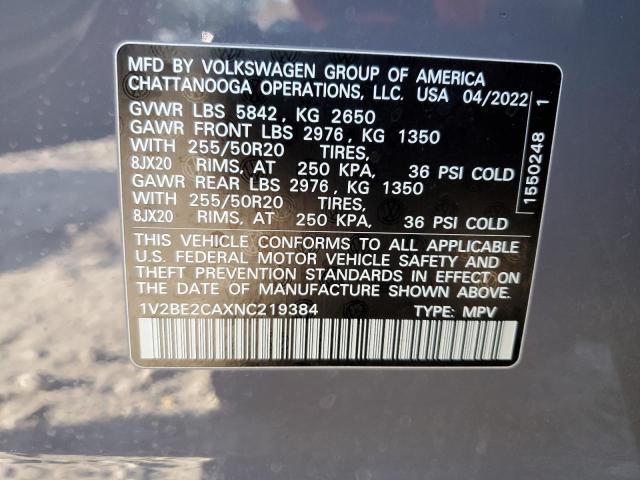 MFD BY VOLKSWAGEN GROUP OF AMERICA
CHATTANOOGA OPERATIONS, LLC. USA 04/2022
GVWR LBS 5842, KG 2650
GAWR FRONT LBS 2976, KG 1350
WITH 255/50R20 TIRES,
8JX20 RIMS, AT 250 KPA, 36 PSI COLD
GAWR REAR LBS 2976, KG 1350
WITH 255/50R20 TIRES,
8JX20 RIMS, AT 250 KPA, 36 PSI COLD
THIS VEHICLE CONFORMS TO ALL APPLICABLE
U.S. FEDERAL MOTOR VEHICLE SAFETY AND
THEFT PREVENTION STANDARDS IN EFFECT ON
THE DATE OF MANUFACTURE SHOWN ABOVE.
1V2BE2CAXNC219384 TYPE: MPV
1550248 1